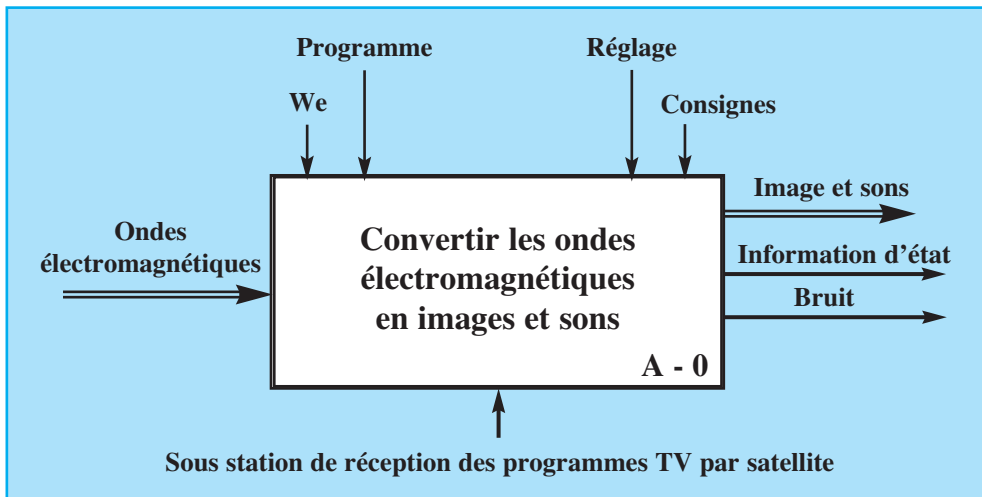 Programme
Réglage
We
Consignes
Image et sons
Ondes
électromagnétiques
Convertir les ondes
électromagnétiques
en images et sons
Information d'état
Bruit
A - 0
Sous station de réception des programmes TV par satellite